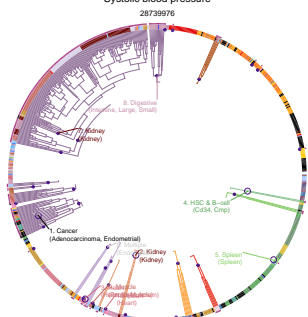 Systolic blood pressure
28739976
8. Digestive
(Intestine, Large, Small)
7. Kidney
(Kidney)
4. HSC & B−cell
(Cd34, Cmp)
1. Cancer
(Adenocarcinoma, Endometrial)
5. Spleen
(Spleen)
2. Kidney
(Kidney)
(Heart)